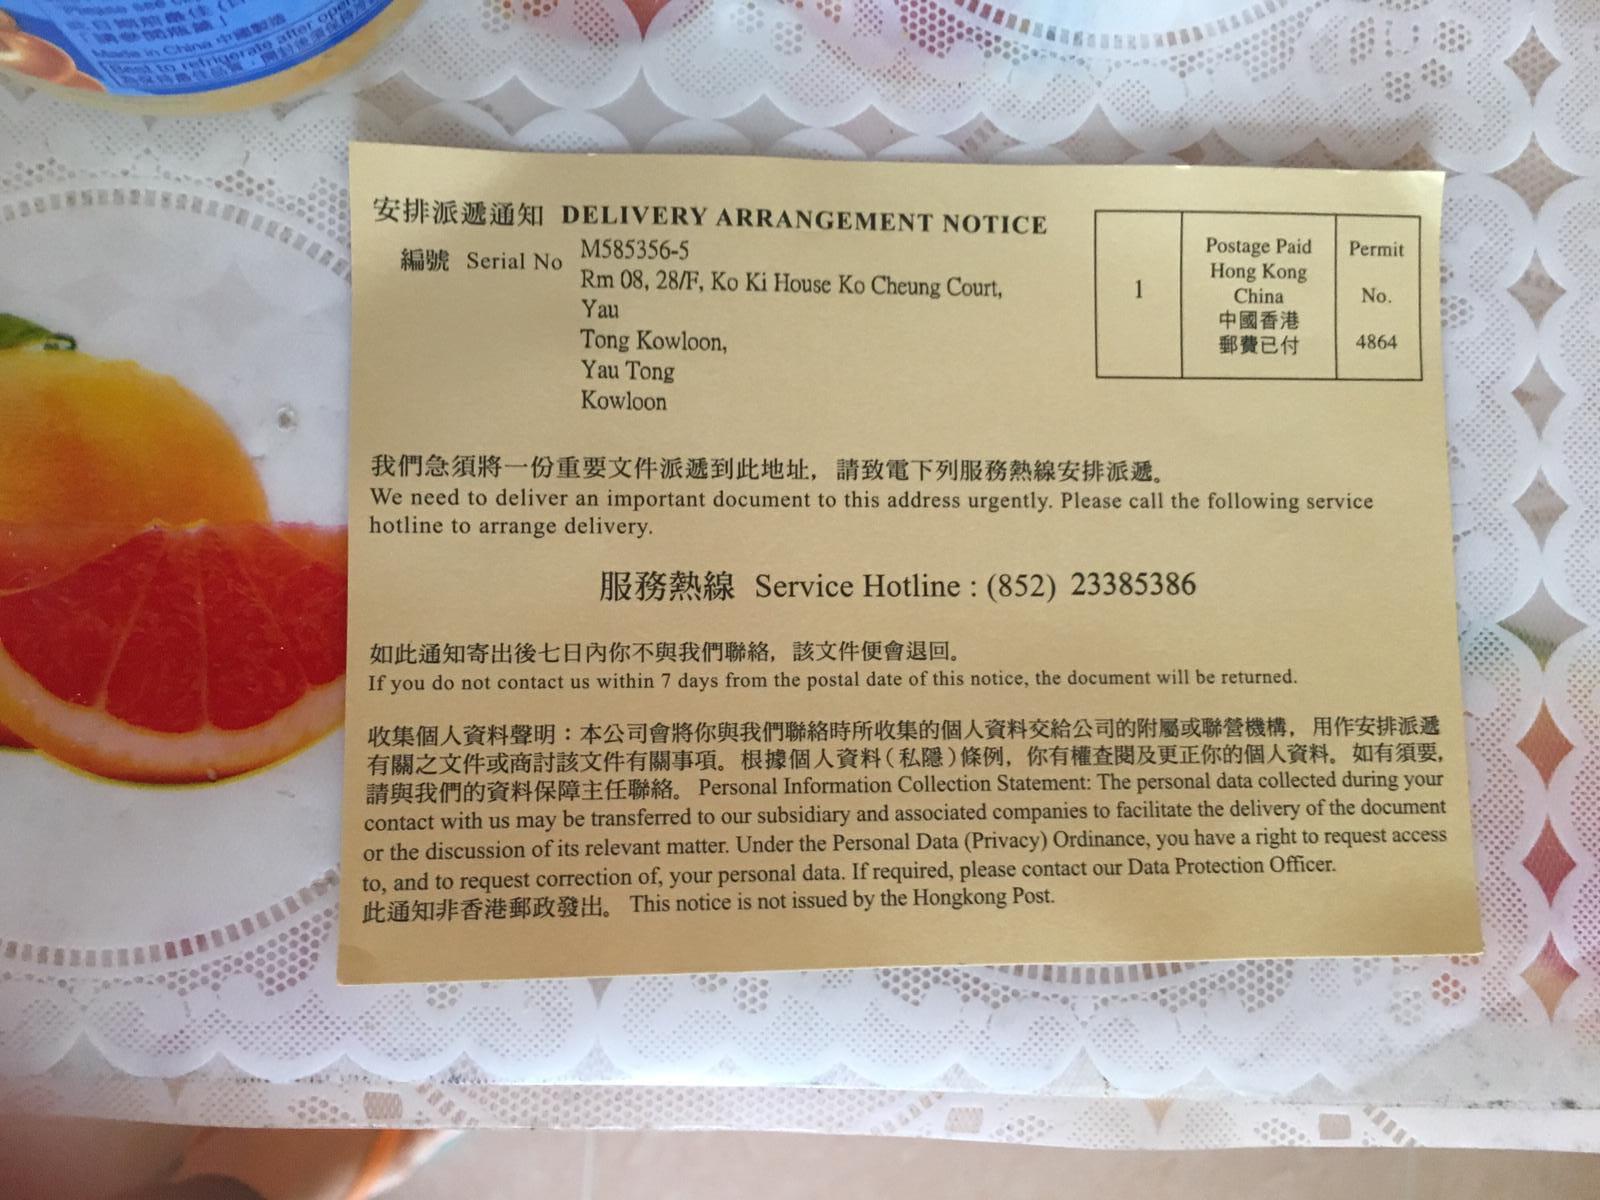 Made in China 中國製造
Best to refrigerate after
安排派遞通知 DELIVERY ARRANGEMENT NOTICE
編號 Serial No M585356-5
Rm 08, 28/F, Ko Ki House Ko Cheung Court,
Yau
Tong Kowloon,
Yau Tong
Kowloon
1
Postage Paid
Hong Kong
China
中國香港
郵費已付
Permit
No.
4864
我們急須將一份重要文件派遞到此地址，請致電下列服務熱線安排派遞。
We need to deliver an important document to this address urgently. Please call the following service
hotline to arrange delivery.
服務熱線 Service Hotline : (852) 23385386
如此通知寄出後七日內你不與我們聯絡，該文件便會退回。
If you do not contact us within 7 days from the postal date of this notice, the document will be returned.
收集個人資料聲明：本公司會將你與我們聯絡時所收集的個人資料交給公司的附屬或聯營機構，用作安排派遞
有關之文件或商討該文件有關事項。根據個人資料（私隱）條例，你有權查閱及更正你的個人資料。如有須要，
請與我們的資料保障主任聯絡。 Personal Information Collection Statement: The personal data collected during your
contact with us may be transferred to our subsidiary and associated companies to facilitate the delivery of the document
or the discussion of its relevant matter. Under the Personal Data (Privacy) Ordinance, you have a right to request access
to, and to request correction of, your personal data. If required, please contact our Data Protection Officer.
此通知非香港郵政發出。 This notice is not issued by the Hongkong Post.